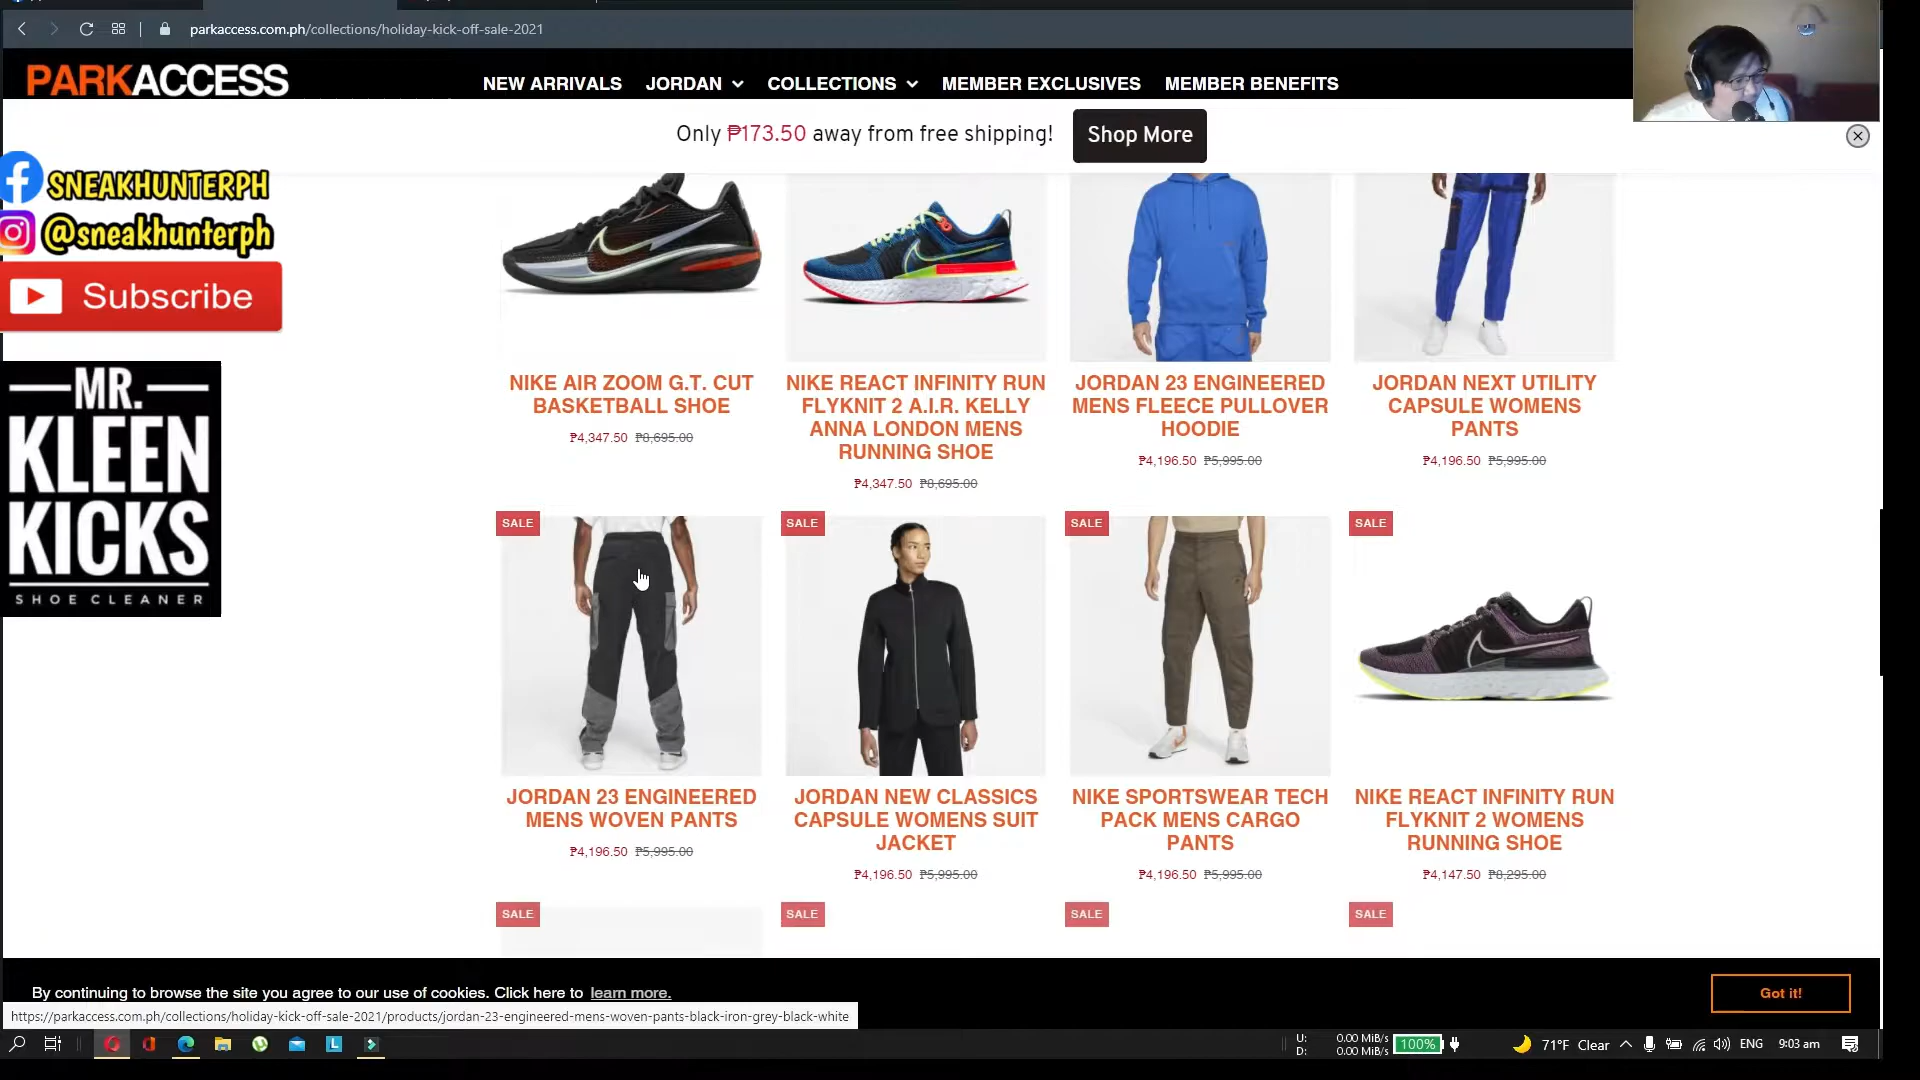 parkaccess.com.ph/collections/holiday-kick-off-sale-2021
PARKACCESS
NEW ARRIVALS JORDAN COLLECTIONS MEMBER EXCLUSIVES MEMBER BENEFITS
Only ₱173.50 away from free shipping! Shop More
SNEAKHUNTERPH
@sneakhunterph
Subscribe
MR.
KLEEN
KICKS
SHOE CLEANER
NIKE AIR ZOOM G.T. CUT
BASKETBALL SHOE
₱4,347.50 ₱8,695.00
NIKE REACT INFINITY RUN
FLYKNIT 2 A.I.R. KELLY
ANNA LONDON MENS
RUNNING SHOE
₱4,347.50 ₱8,695.00
JORDAN 23 ENGINEERED
MENS FLEECE PULLOVER
HOODIE
₱4,196.50 ₱5,995.00
JORDAN NEXT UTILITY
CAPSULE WOMENS
PANTS
₱4,196.50 ₱5,995.00
SALE
JORDAN 23 ENGINEERED
MENS WOVEN PANTS
₱4,196.50 ₱5,995.00
SALE
JORDAN NEW CLASSICS
CAPSULE WOMENS SUIT
JACKET
₱4,196.50 ₱5,995.00
SALE
NIKE SPORTSWEAR TECH
PACK MENS CARGO
PANTS
₱4,196.50 ₱5,995.00
SALE
NIKE REACT INFINITY RUN
FLYKNIT 2 WOMENS
RUNNING SHOE
₱4,147.50 ₱8,295.00
SALE
SALE
SALE
SALE
By continuing to browse the site you agree to our use of cookies. Click here to learn more.
Got it!
https://parkaccess.com.ph/collections/holiday-kick-off-sale-2021/products/jordan-23-engineered-mens-woven-pants-black-iron-grey-black-white
U: 0.00 MiB/s
D: 0.00 MiB/s
100%
71°F Clear
ENG
9:03 am